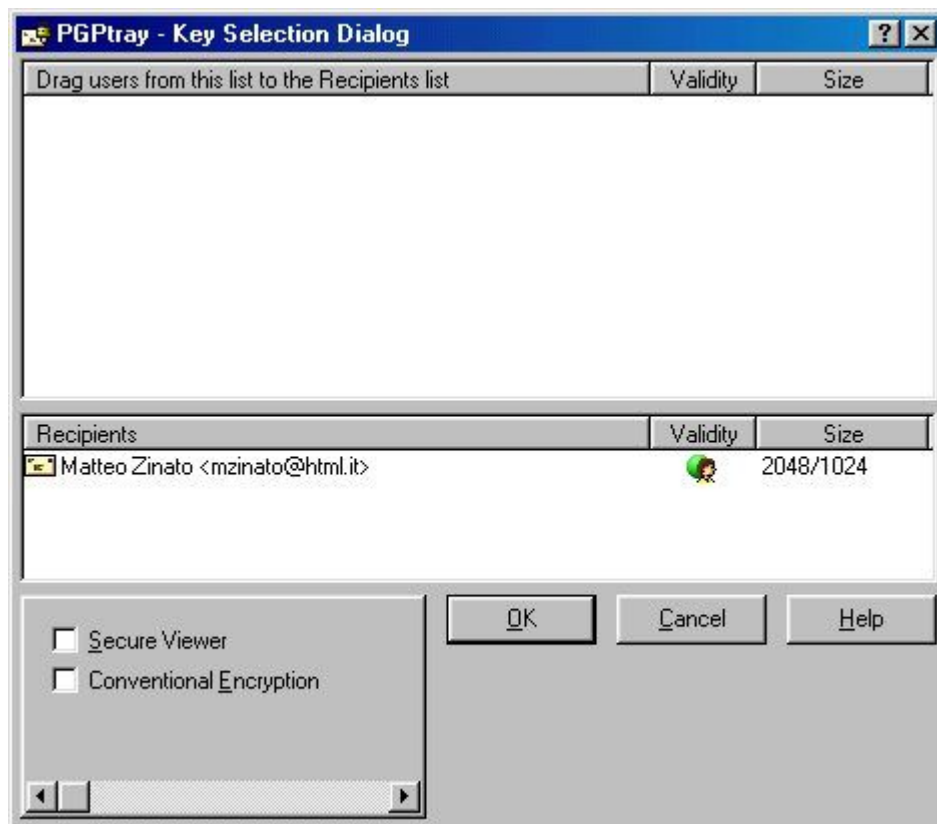 PGPtray - Key Selection Dialog
Drag users from this list to the Recipients list Validity Size
Recipients Validity Size
Matteo Zinato <mzinato@html.it> 2048/1024
OK Cancel Help
Secure Viewer
Conventional Encryption